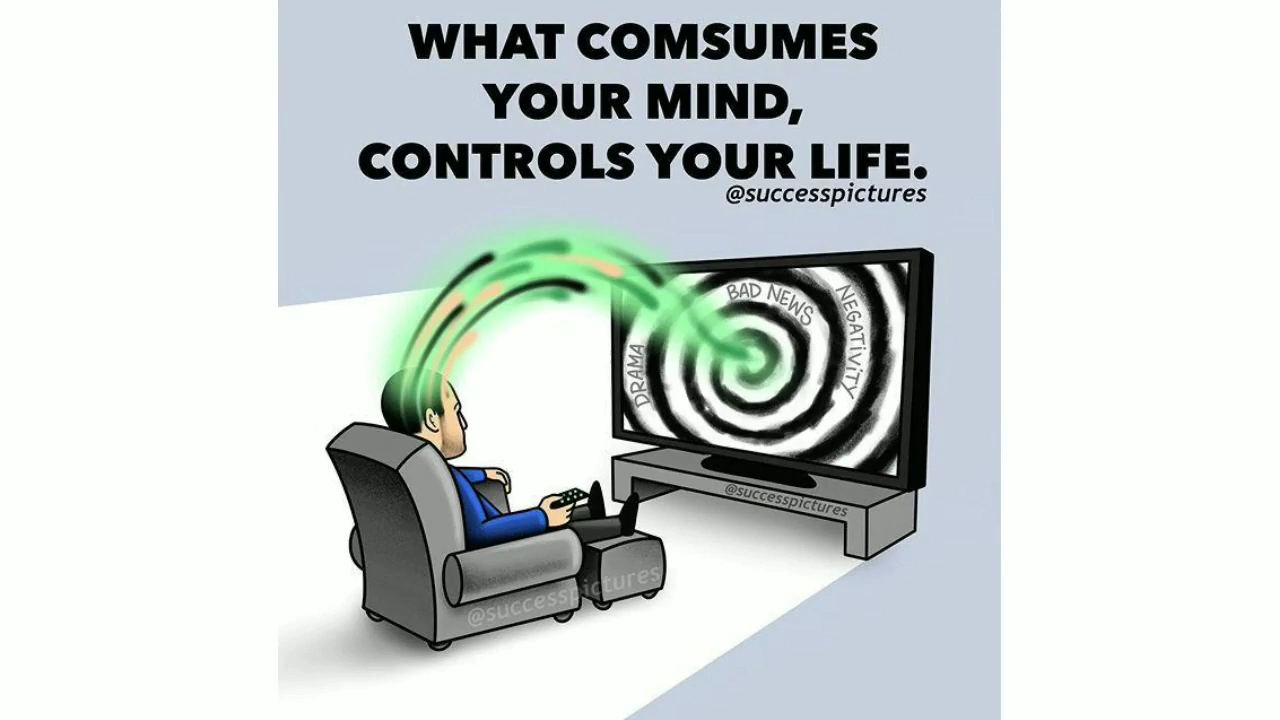 WHAT COMSUMES
YOUR MIND,
CONTROLS YOUR LIFE.
@successpictures
BAD NEWS
NEGATIViTY
DRAMA
@successpictures
@successpictures